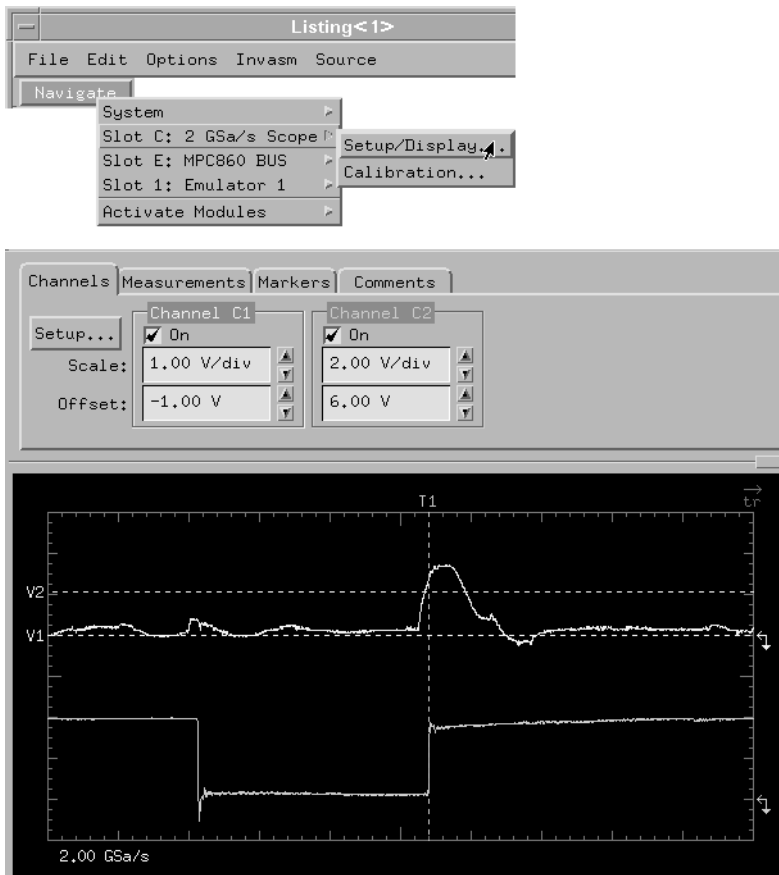 Listing<1>
File Edit Options Invasm Source
Navigate
System
Slot C: 2 GSa/s Scope
Setup/Display...
Slot E: MPC860 BUS
Calibration...
Slot 1: Emulator 1
Activate Modules
Channels Measurements Markers Comments
Channel C1 Channel C2
Setup... On On
Scale: 1.00 V/div 2.00 V/div
Offset: -1.00 V 6.00 V
T1 tr
V2
V1
2.00 GSa/s